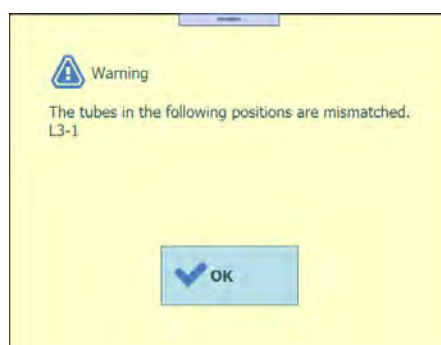 Warning
The tubes in the following positions are mismatched.
L3-1
OK